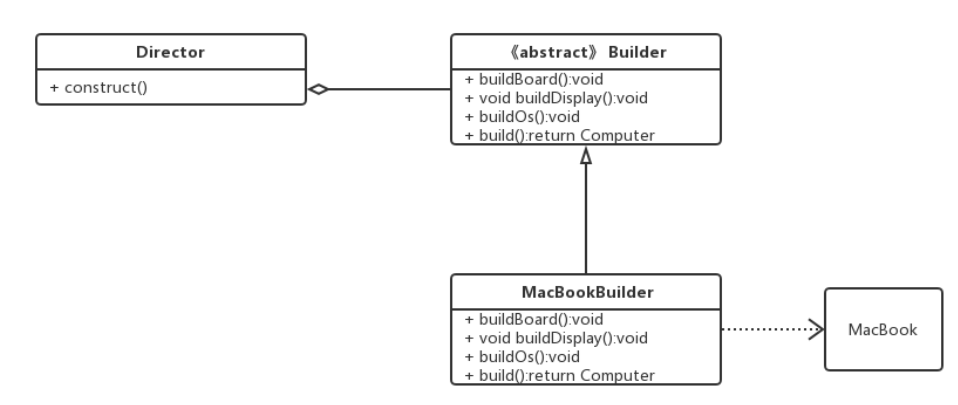 Director
+ construct()
《abstract》 Builder
+ buildBoard():void
+ void buildDisplay():void
+ buildOs():void
+ build():return Computer
MacBookBuilder
+ buildBoard():void
+ void buildDisplay():void
+ buildOs():void
+ build():return Computer
MacBook